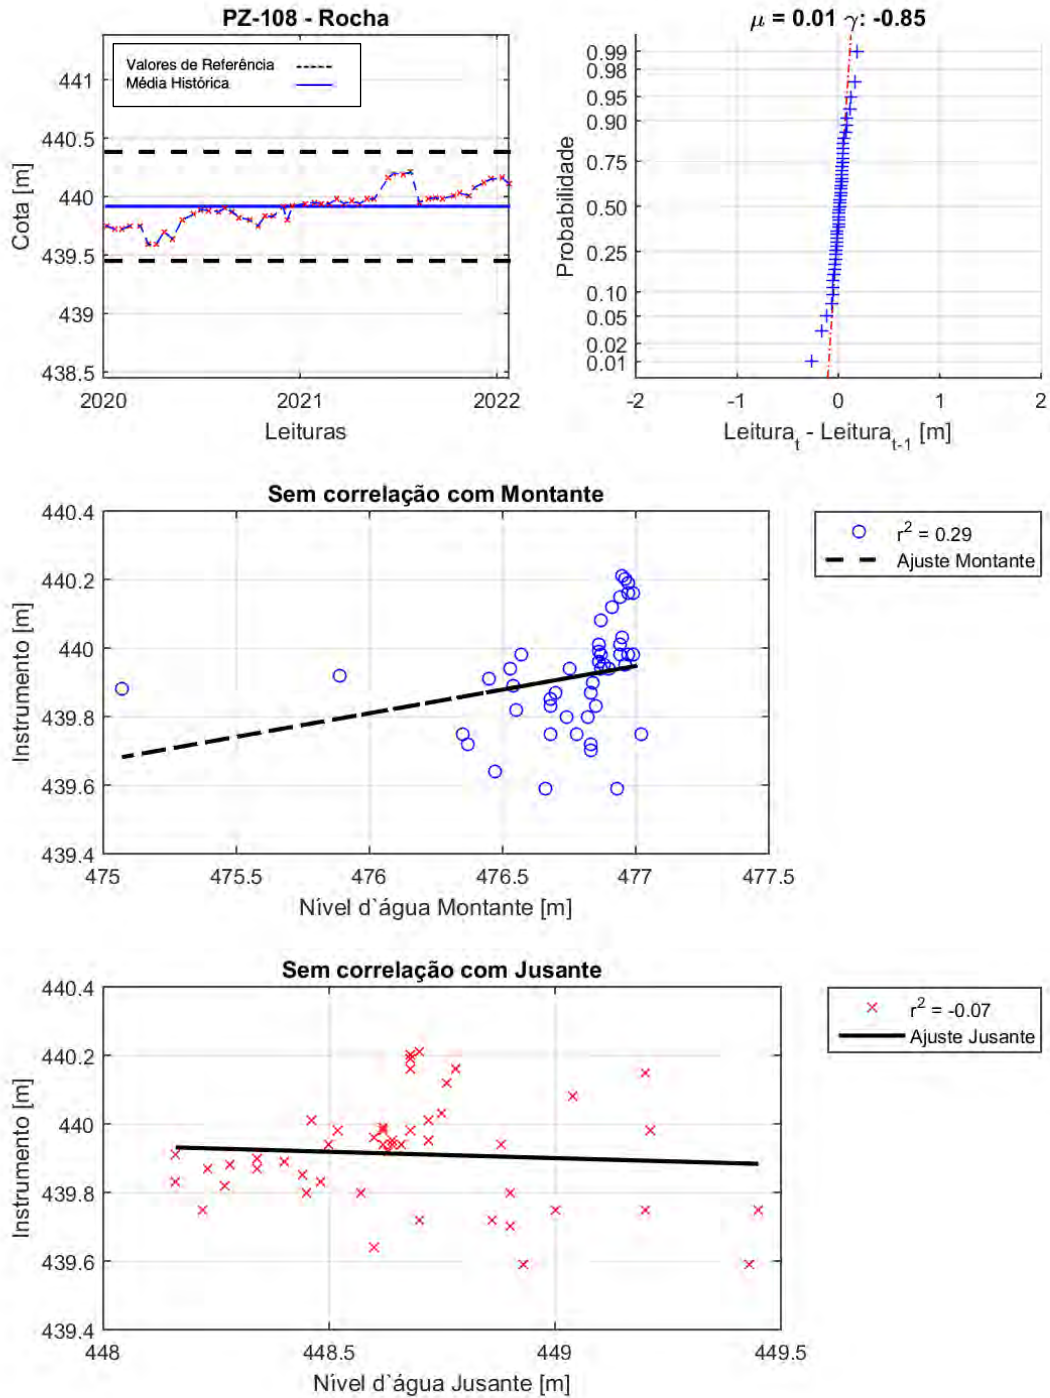 PZ-108 - Rocha
Valores de Referência
Média Histórica
441
440.5
440
439.5
439
438.5
2020
2021
2022
Cota [m]
Leituras
μ = 0.01 γ: -0.85
0.99
0.98
0.95
0.90
0.75
0.50
0.25
0.10
0.05
0.02
0.01
-2
-1
0
1
2
Probabilidade
Leitura_t - Leitura_t-1 [m]
Sem correlação com Montante
440.4
440.2
440
439.8
439.6
439.4
475
475.5
476
476.5
477
477.5
Instrumento [m]
Nível d`água Montante [m]
r² = 0.29
Ajuste Montante
Sem correlação com Jusante
440.4
440.2
440
439.8
439.6
439.4
448
448.5
449
449.5
Instrumento [m]
Nível d`água Jusante [m]
r² = -0.07
Ajuste Jusante